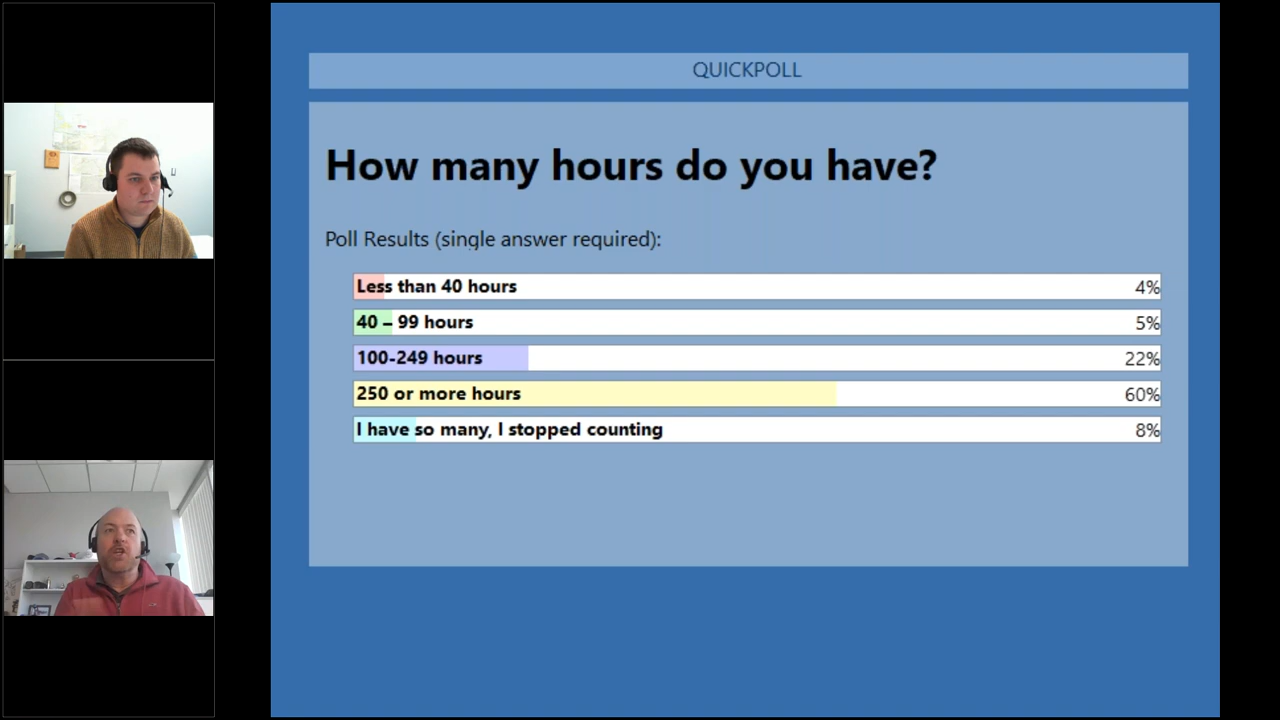 QUICKPOLL
How many hours do you have?
Poll Results (single answer required):
Less than 40 hours 4%
40 – 99 hours 5%
100-249 hours 22%
250 or more hours 60%
I have so many, I stopped counting 8%